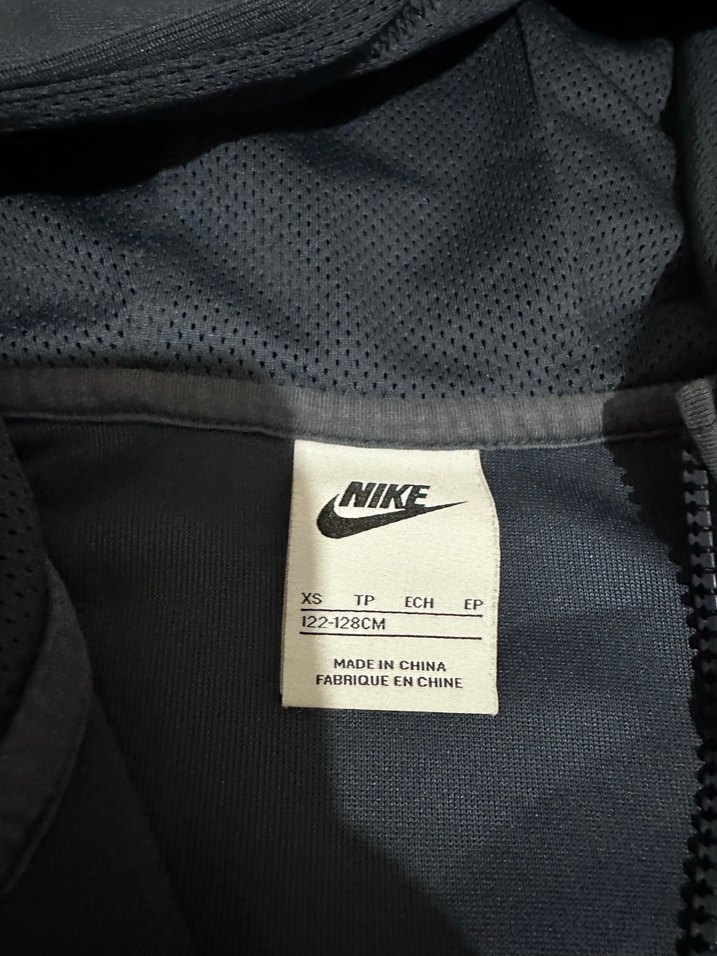 NIKE
XS TP ECH EP
122-128CM
MADE IN CHINA
FABRIQUE EN CHINE